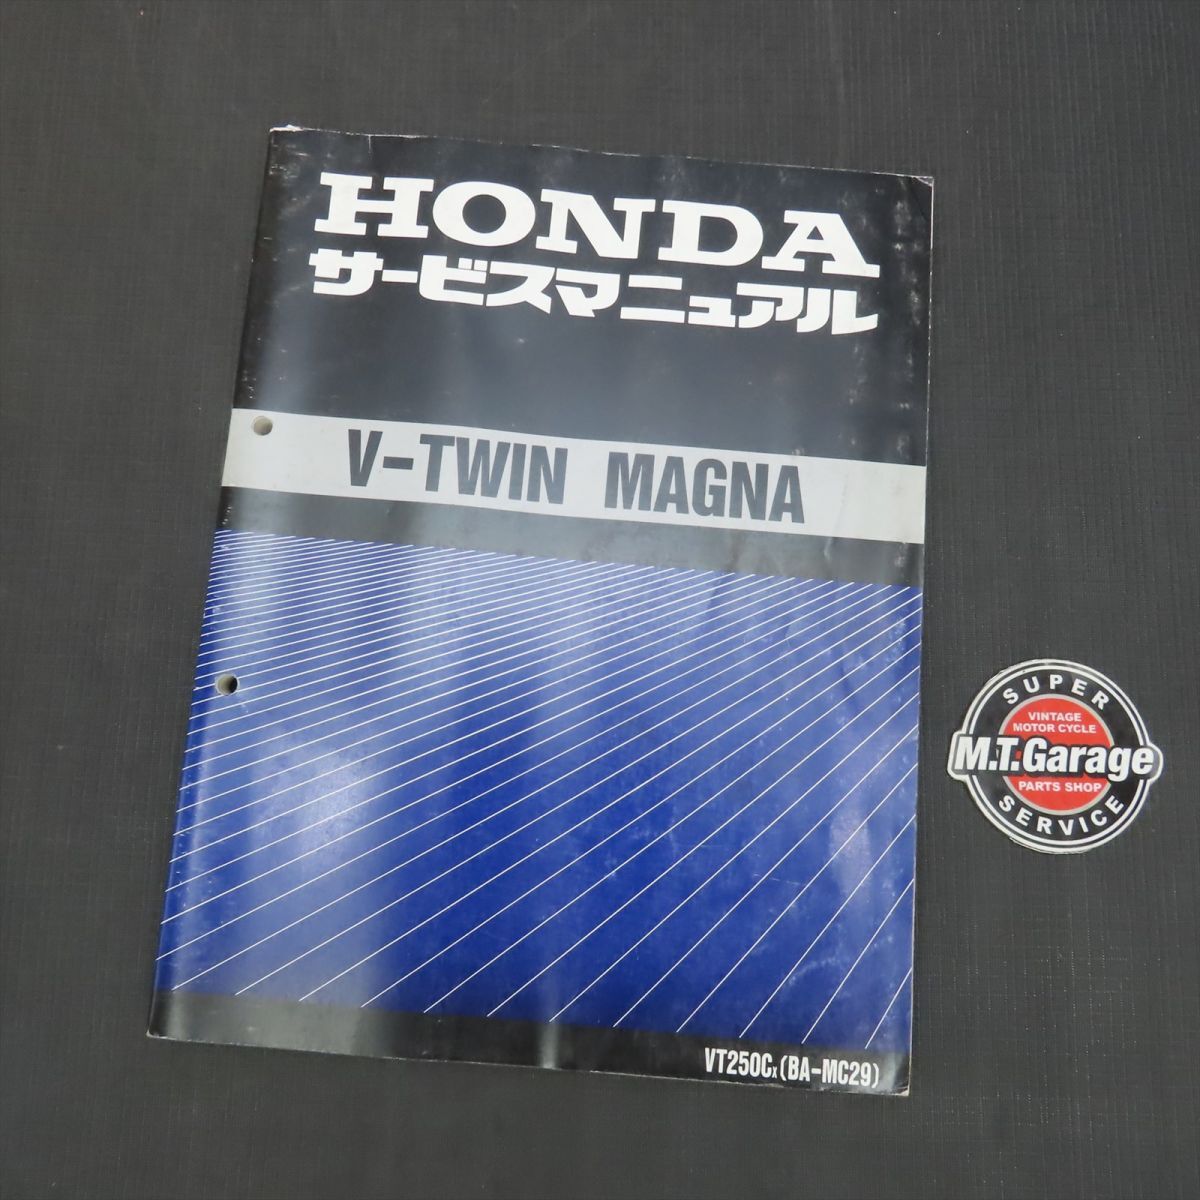 HONDA
サービスマニュアル
V-TWIN MAGNA
VT250Cx (BA-MC29)
SUPER
VINTAGE
MOTOR CYCLE
M.T.Garage
PARTS SHOP
SERVICE